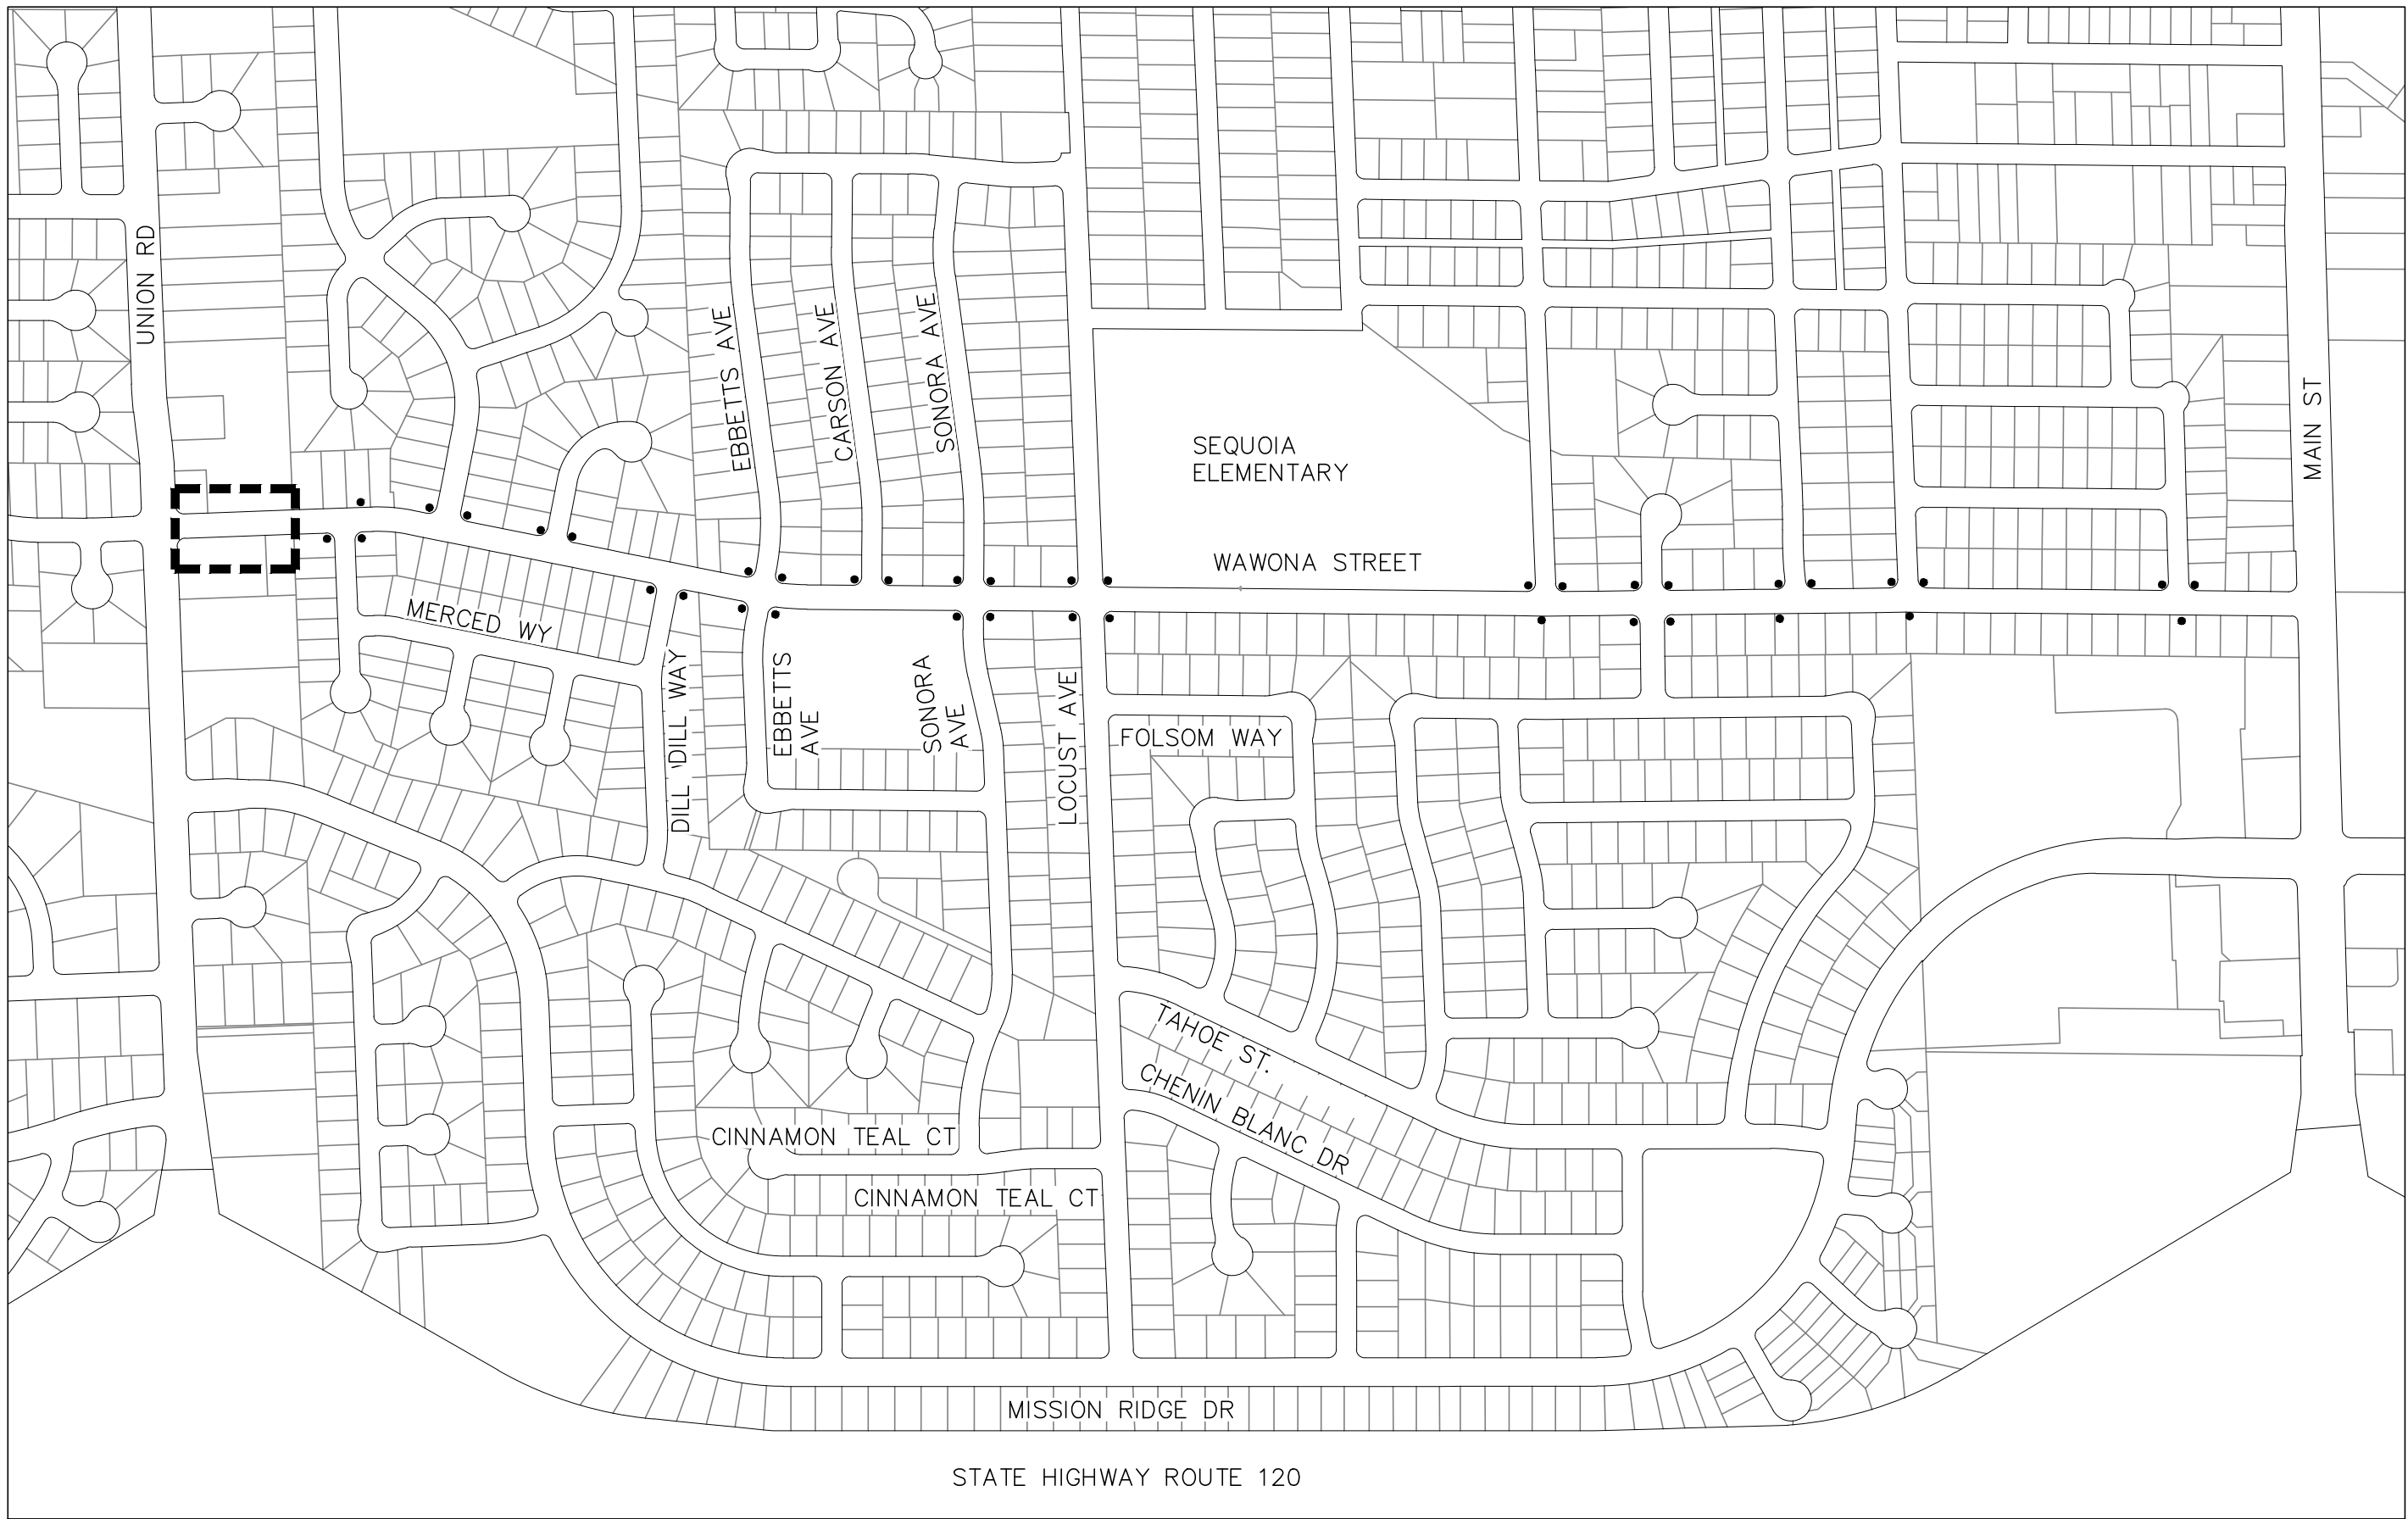 UNION RD
EBBETTS AVE
CARSON AVE
SONORA AVE
MAIN ST
SEQUOIA
ELEMENTARY
WAWONA STREET
MERCED WY
DILL WAY
DILL
EBBETTS
AVE
SONORA
AVE
LOCUST AVE
FOLSOM WAY
TAHOE ST.
CHENIN BLANC DR
CINNAMON TEAL CT
CINNAMON TEAL CT
MISSION RIDGE DR
STATE HIGHWAY ROUTE 120